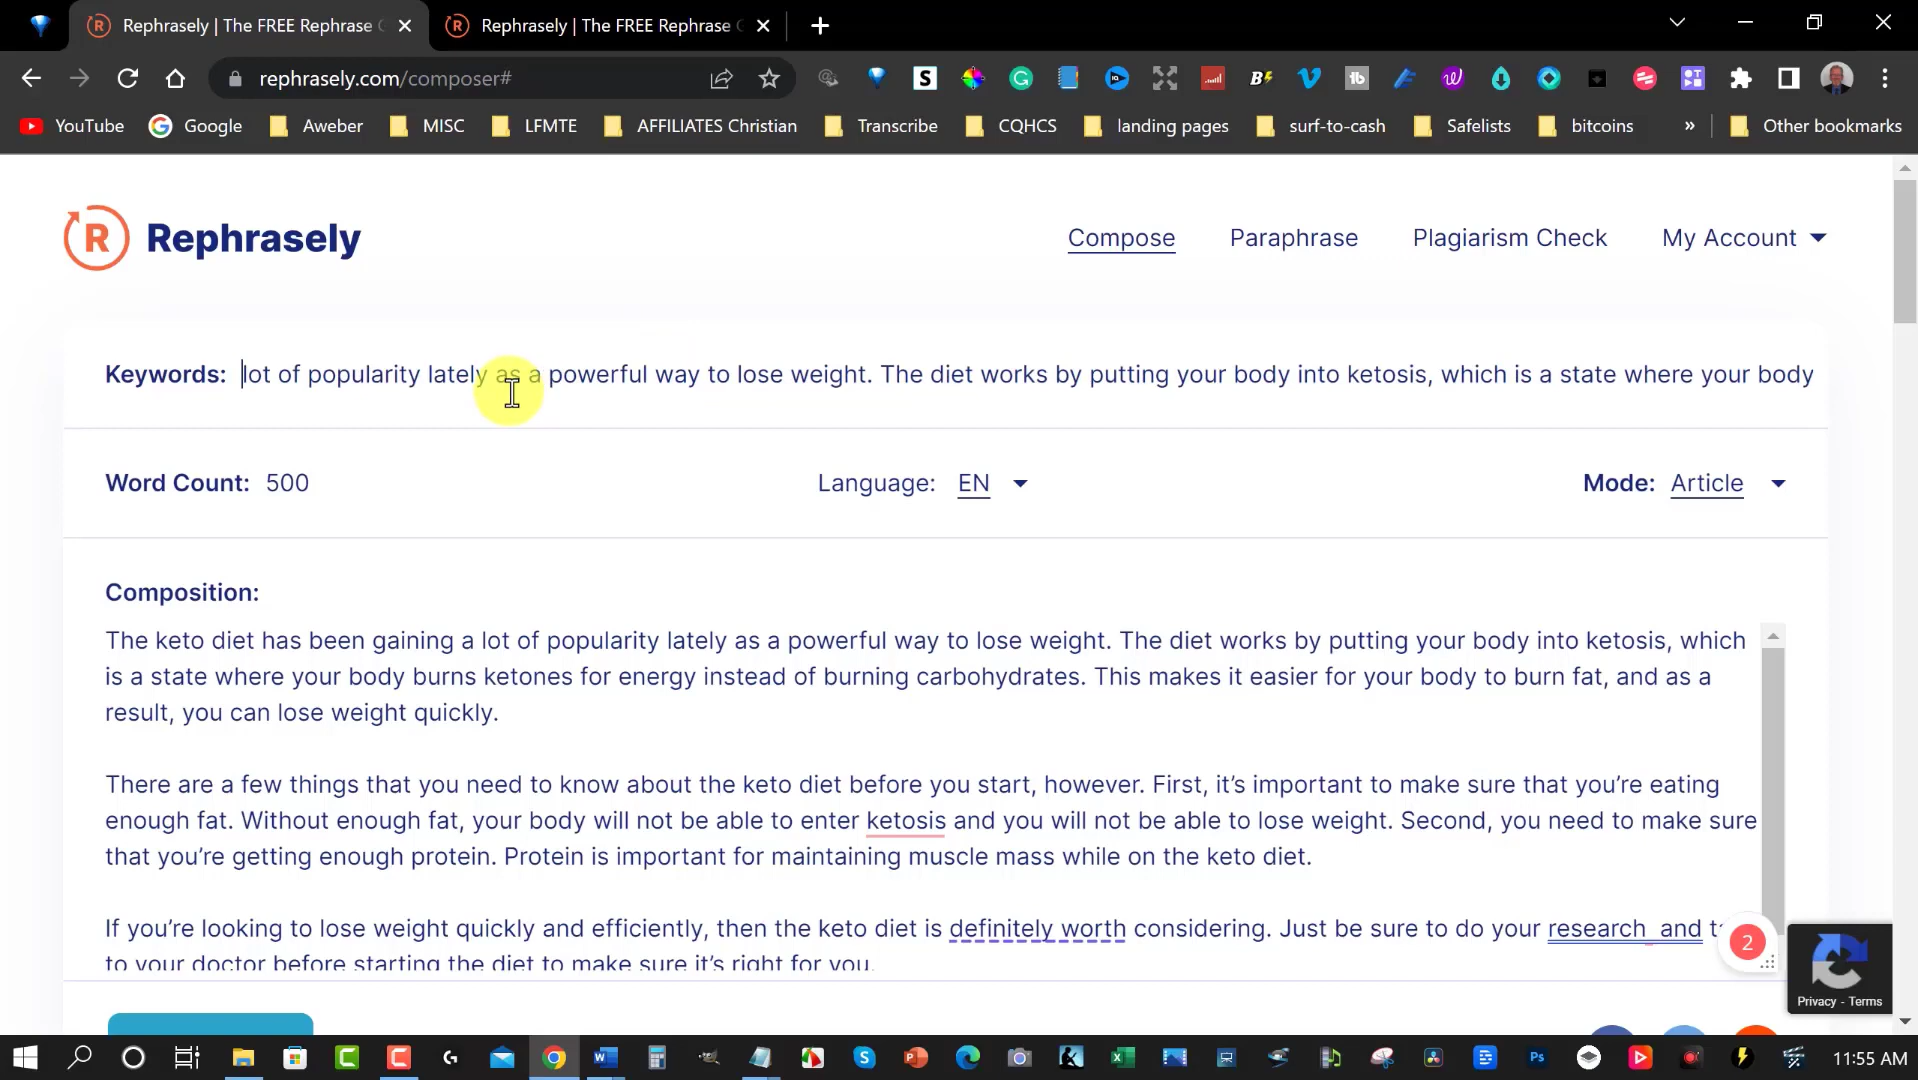 Rephrasely | The FREE Rephrase
Rephrasely | The FREE Rephrase
rephrasely.com/composer#
YouTube
Google
Aweber
MISC
LFMTE
AFFILIATES Christian
Transcribe
CQHCS
landing pages
surf-to-cash
Safelists
bitcoins
»
Other bookmarks
R Rephrasely
Compose
Paraphrase
Plagiarism Check
My Account
Keywords: lot of popularity lately as a powerful way to lose weight. The diet works by putting your body into ketosis, which is a state where your body
Word Count: 500
Language: EN
Mode: Article
Composition:
The keto diet has been gaining a lot of popularity lately as a powerful way to lose weight. The diet works by putting your body into ketosis, which
is a state where your body burns ketones for energy instead of burning carbohydrates. This makes it easier for your body to burn fat, and as a
result, you can lose weight quickly.
There are a few things that you need to know about the keto diet before you start, however. First, it’s important to make sure that you’re eating
enough fat. Without enough fat, your body will not be able to enter ketosis and you will not be able to lose weight. Second, you need to make sure
that you’re getting enough protein. Protein is important for maintaining muscle mass while on the keto diet.
If you’re looking to lose weight quickly and efficiently, then the keto diet is definitely worth considering. Just be sure to do your research and
to your doctor before starting the diet to make sure it’s right for you.
2
Privacy - Terms
11:55 AM